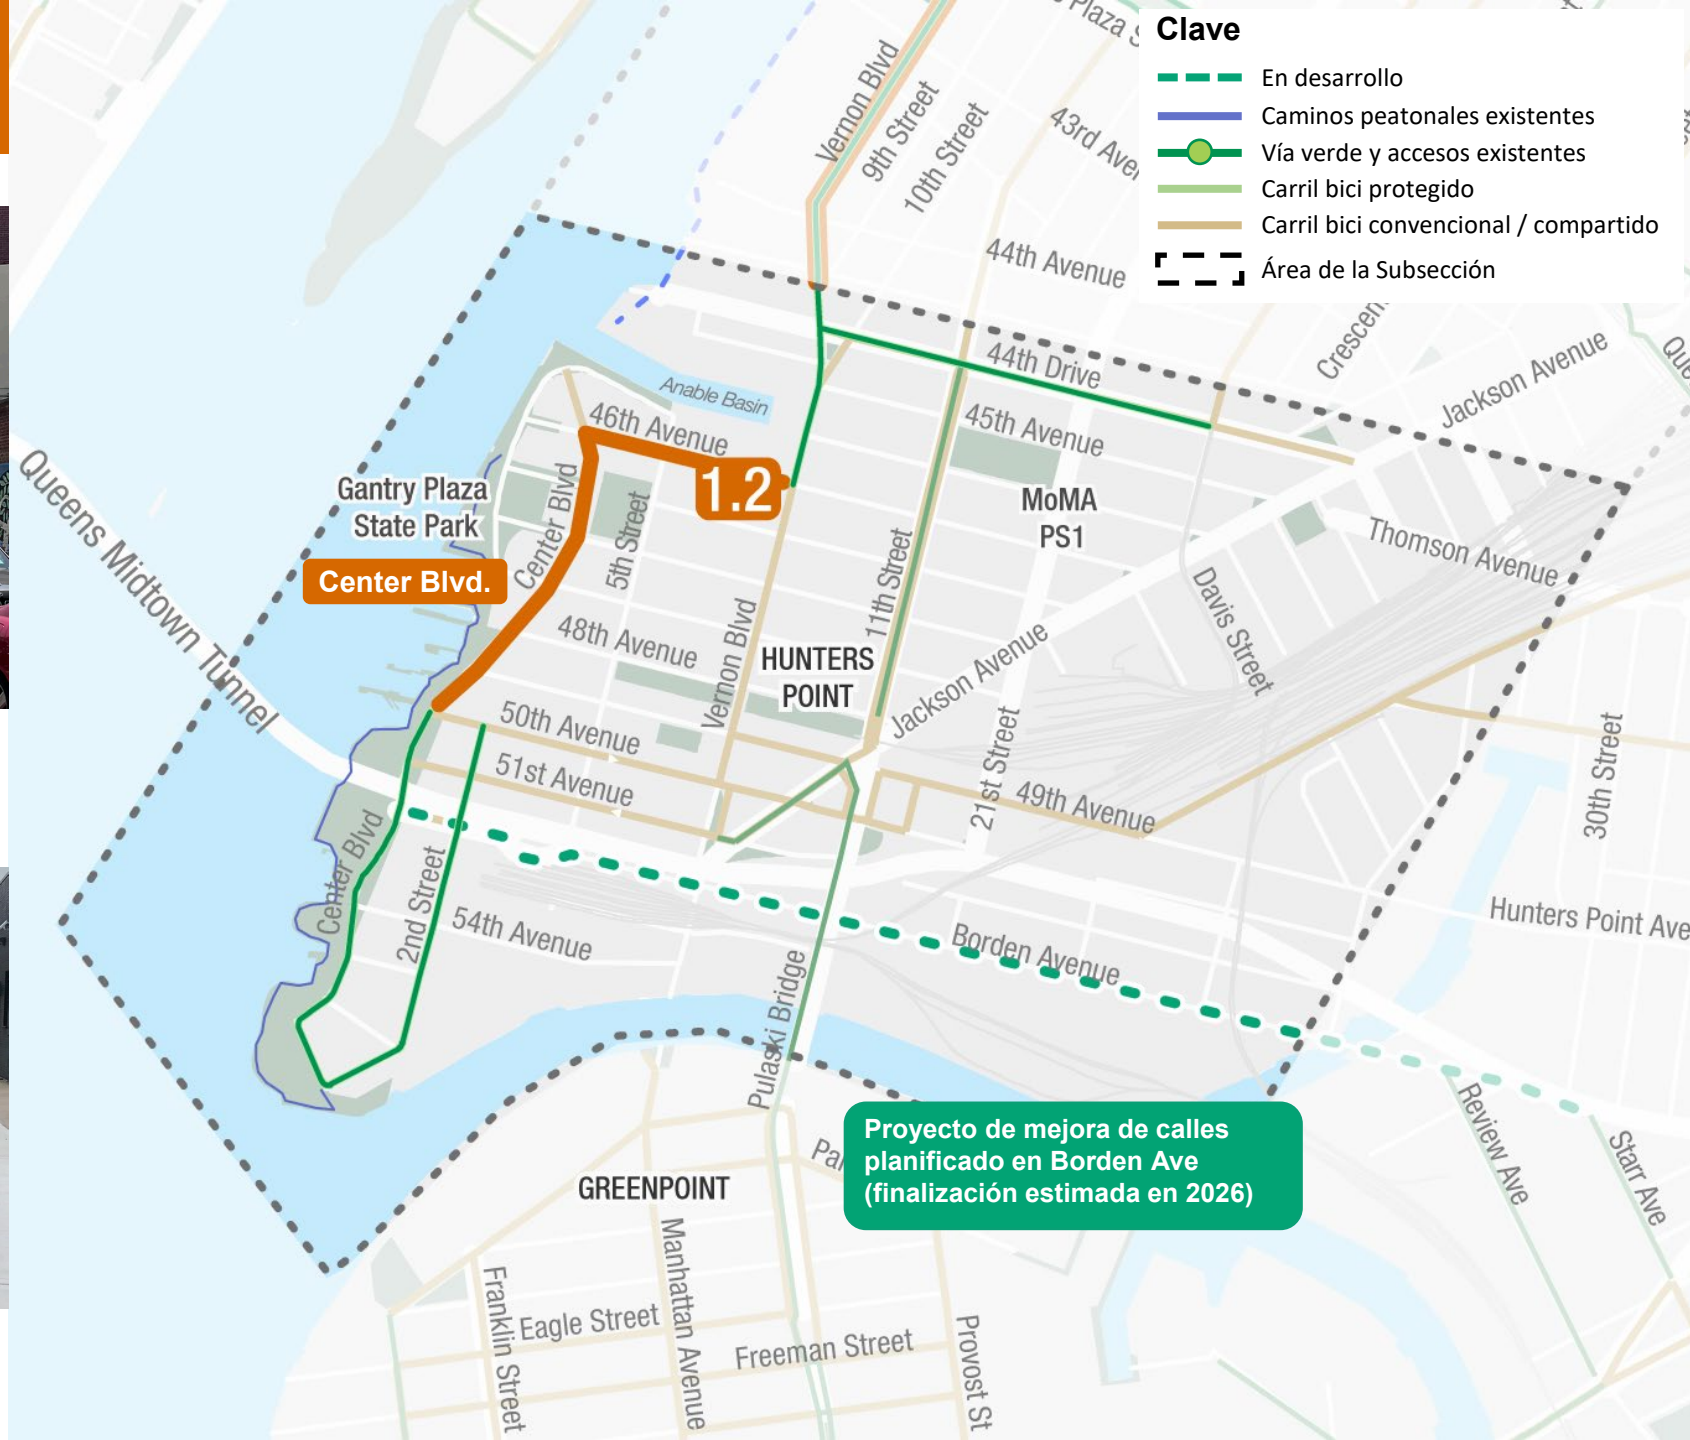 Clave
En desarrollo
Caminos peatonales existentes
Vía verde y accesos existentes
Carril bici protegido
Carril bici convencional / compartido
Área de la Subsección
Plaza
Vernon Blvd
9th Street
10th Street
43rd
44th Avenue
Jackson Avenue
44th Drive
Anable Basin
46th Avenue
45th Avenue
1.2
Gantry Plaza
State Park
Center Blvd
5th Street
MoMA
PS1
Thomson Avenue
Queens Midtown Tunnel
Center Blvd.
11th Street
Davis Street
48th Avenue
Vernon Blvd
HUNTERS
POINT
Jackson Avenue
50th Avenue
51st Avenue
21st Street
49th Avenue
30th Street
Center Blvd
2nd Street
54th Avenue
Borden Avenue
Hunters Point Ave
Pulaski Bridge
Review Ave
Starr Ave
Proyecto de mejora de calles
planificado en Borden Ave
(finalización estimada en 2026)
GREENPOINT
Manhattan Avenue
Franklin Street
Eagle Street
Freeman Street
Provost St